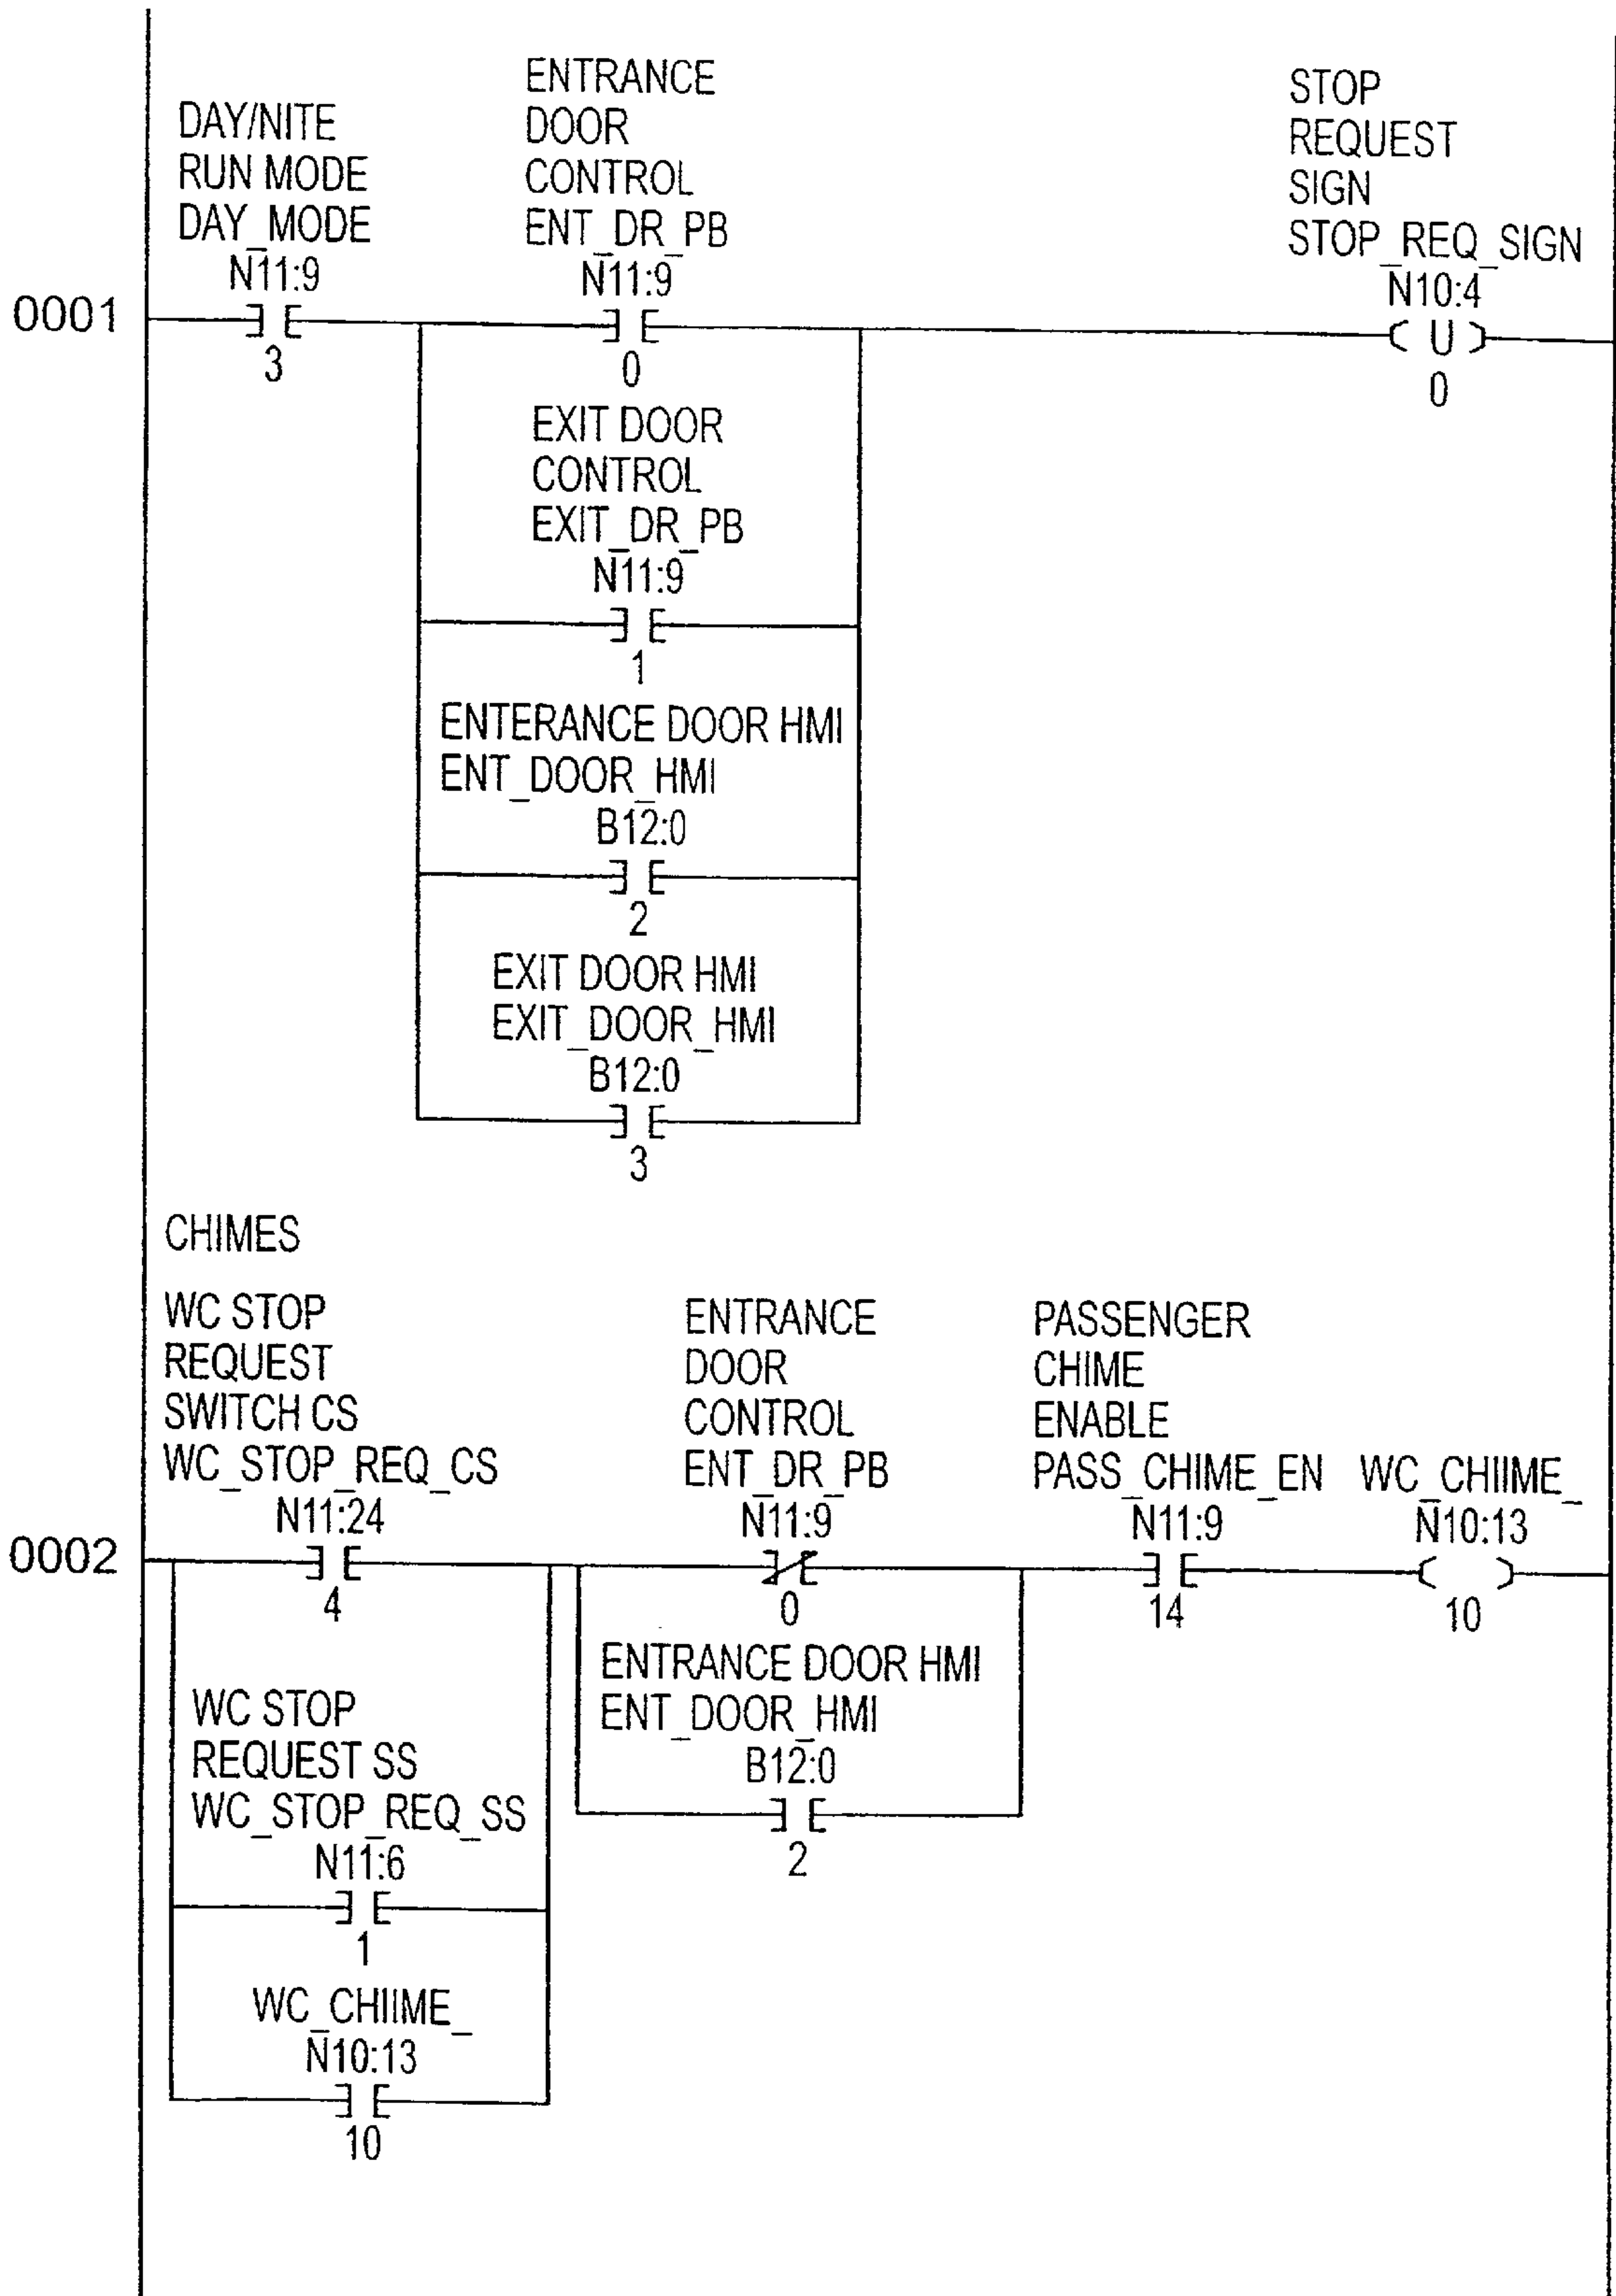 DAY/NITE
RUN MODE
DAY_MODE
N11:9
3
ENTRANCE
DOOR
CONTROL
ENT_DR_PB
N11:9
0
STOP
REQUEST
SIGN
STOP_REQ_SIGN
N10:4
U
0
0001
EXIT DOOR
CONTROL
EXIT_DR_PB
N11:9
1
ENTERANCE DOOR HMI
ENT_DOOR_HMI
B12:0
2
EXIT DOOR HMI
EXIT_DOOR_HMI
B12:0
3
CHIMES
WC STOP
REQUEST
SWITCH CS
WC_STOP_REQ_CS
N11:24
4
ENTRANCE
DOOR
CONTROL
ENT_DR_PB
N11:9
0
PASSENGER
CHIME
ENABLE
PASS_CHIME_EN
N11:9
14
WC_CHIIME_
N10:13
10
0002
ENTRANCE DOOR HMI
ENT_DOOR_HMI
B12:0
2
WC STOP
REQUEST SS
WC_STOP_REQ_SS
N11:6
1
WC_CHIIME_
N10:13
10